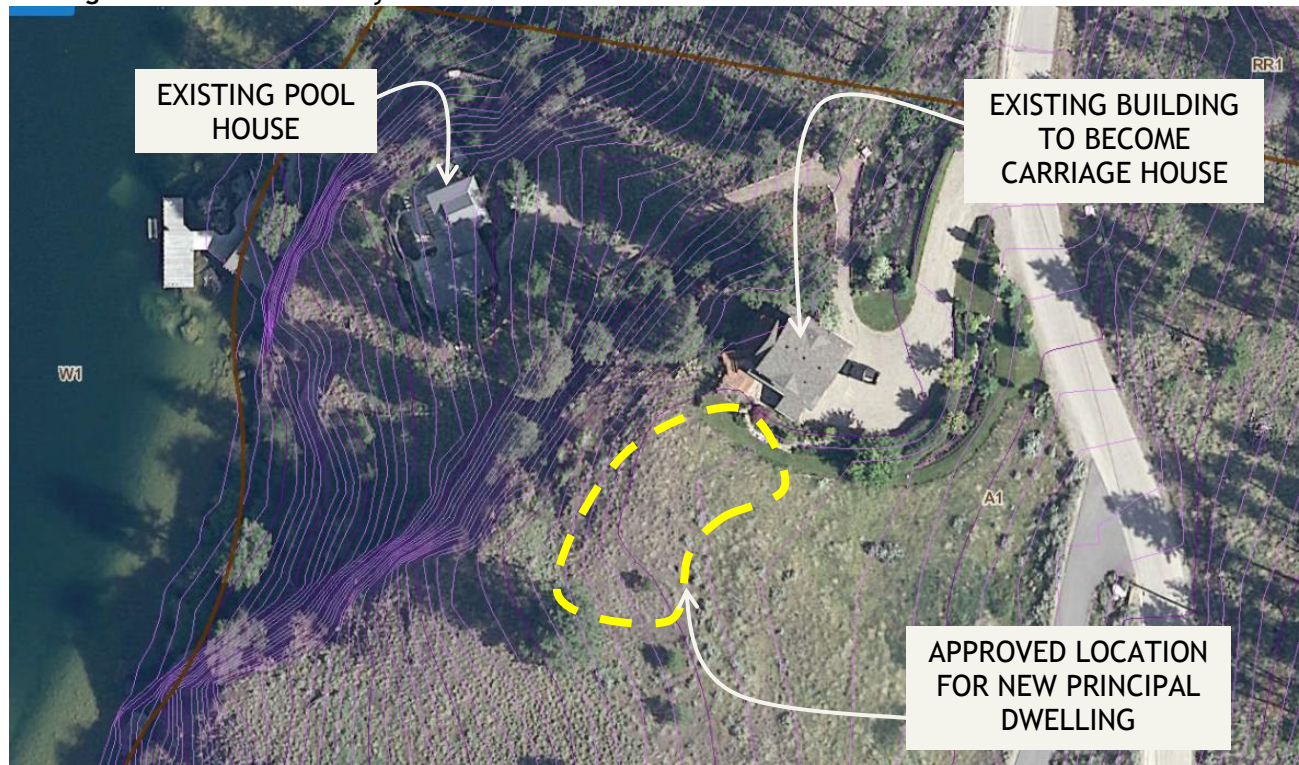 EXISTING POOL
HOUSE
EXISTING BUILDING
TO BECOME
CARRIAGE HOUSE
RR1
W1
A1
APPROVED LOCATION
FOR NEW PRINCIPAL
DWELLING